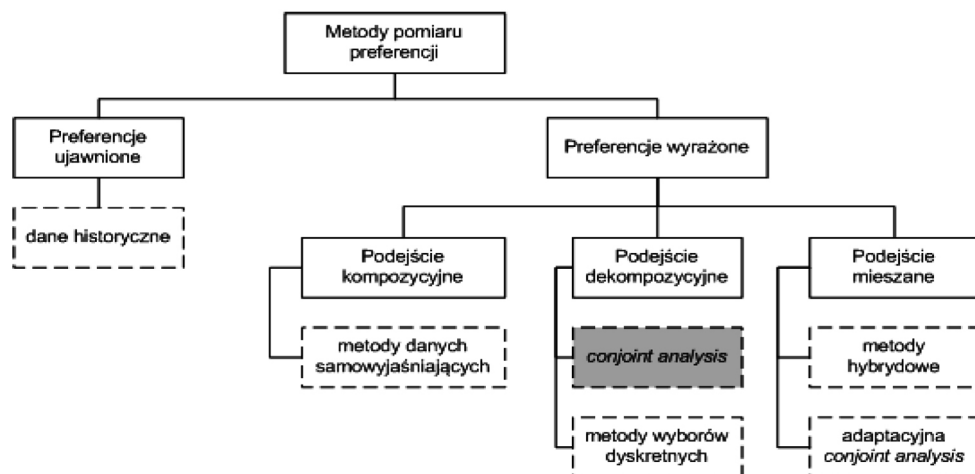 Metody pomiaru
preferencji
Preferencje
ujawnione
Preferencje wyrażone
dane historyczne
Podejście
kompozycyjne
Podejście
dekompozycyjne
Podejście
mieszane
metody danych
samowyjaśniających
conjoint analysis
metody
hybrydowe
metody wyborów
dyskretnych
adaptacyjna
conjoint analysis